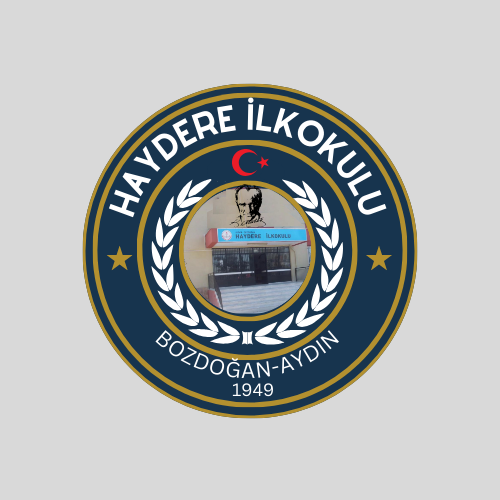 HAYDERE İLKOKULU
HAYDERE İLKOKULU
BOZDOĞAN-AYDIN
1949